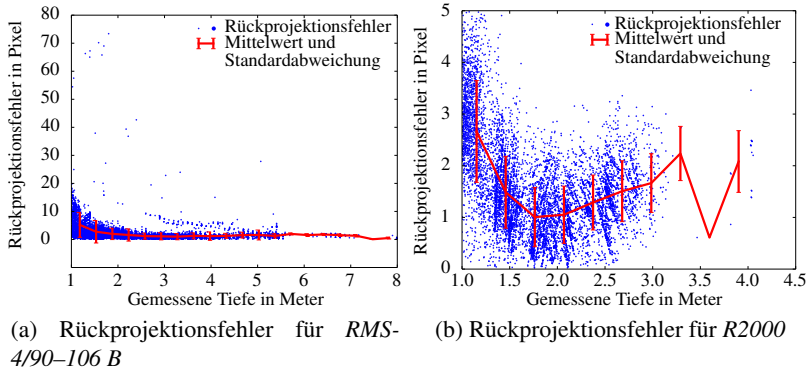 Rückprojektionsfehler in Pixel
80
70
60
50
40
30
20
10
0
Rückprojektionsfehler
Mittelwert und
Standardabweichung
1 2 3 4 5 6 7 8
Gemessene Tiefe in Meter
(a) Rückprojektionsfehler für RMS-
4/90–106 B
Rückprojektionsfehler in Pixel
5
4
3
2
1
0
Rückprojektionsfehler
Mittelwert und
Standardabweichung
1.0 1.5 2.0 2.5 3.0 3.5 4.0 4.5
Gemessene Tiefe in Meter
(b) Rückprojektionsfehler für R2000